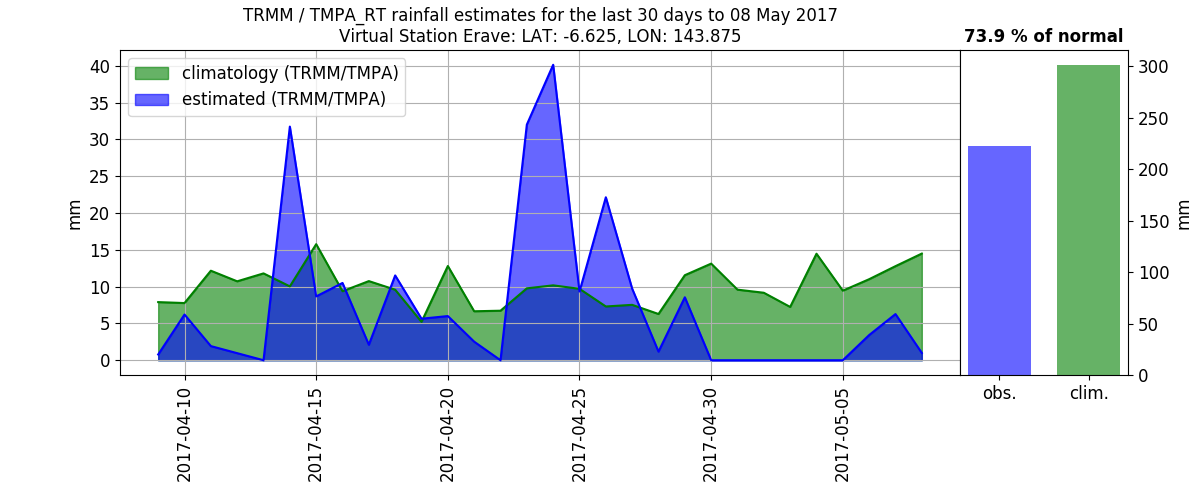 TRMM / TMPA_RT rainfall estimates for the last 30 days to 08 May 2017
Virtual Station Erave: LAT: -6.625, LON: 143.875
73.9 % of normal
climatology (TRMM/TMPA)
estimated (TRMM/TMPA)
mm
40
35
30
25
20
15
10
5
0
2017-04-10
2017-04-15
2017-04-20
2017-04-25
2017-04-30
2017-05-05
300
250
200
150
100
50
0
mm
obs.
clim.